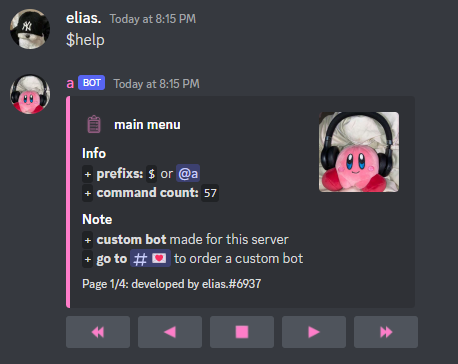 elias. Today at 8:15 PM
$help
a BOT Today at 8:15 PM
main menu
Info
+ prefixs: $ or @a
+ command count: 57
Note
+ custom bot made for this server
+ go to # 💌 to order a custom bot
Page 1/4: developed by elias.#6937